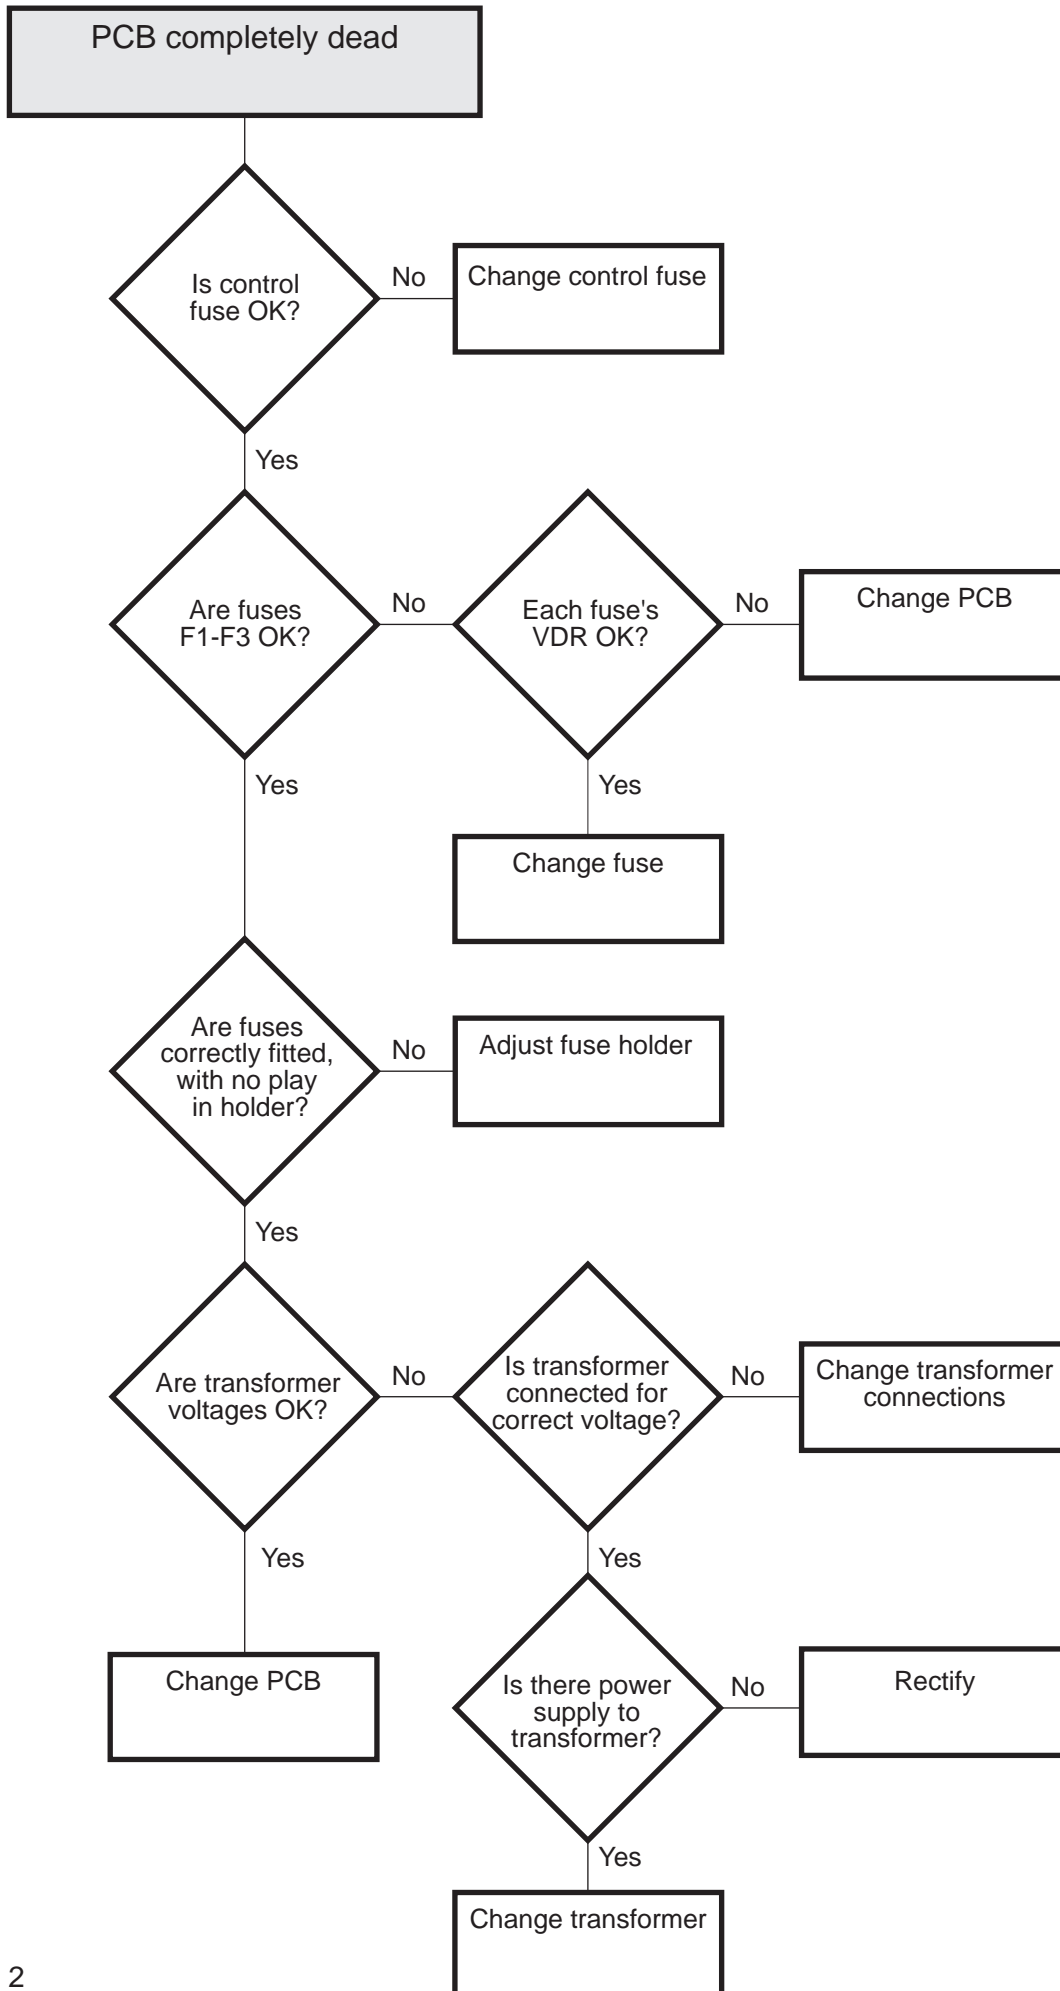 PCB completely dead
Is control
fuse OK?
No
Change control fuse
Yes
Are fuses
F1-F3 OK?
No
Each fuse's
VDR OK?
No
Change PCB
Yes
Yes
Change fuse
Are fuses
correctly fitted,
with no play
in holder?
No
Adjust fuse holder
Yes
Are transformer
voltages OK?
No
Is transformer
connected for
correct voltage?
No
Change transformer
connections
Yes
Yes
Change PCB
Is there power
supply to
transformer?
No
Rectify
Yes
Change transformer
2